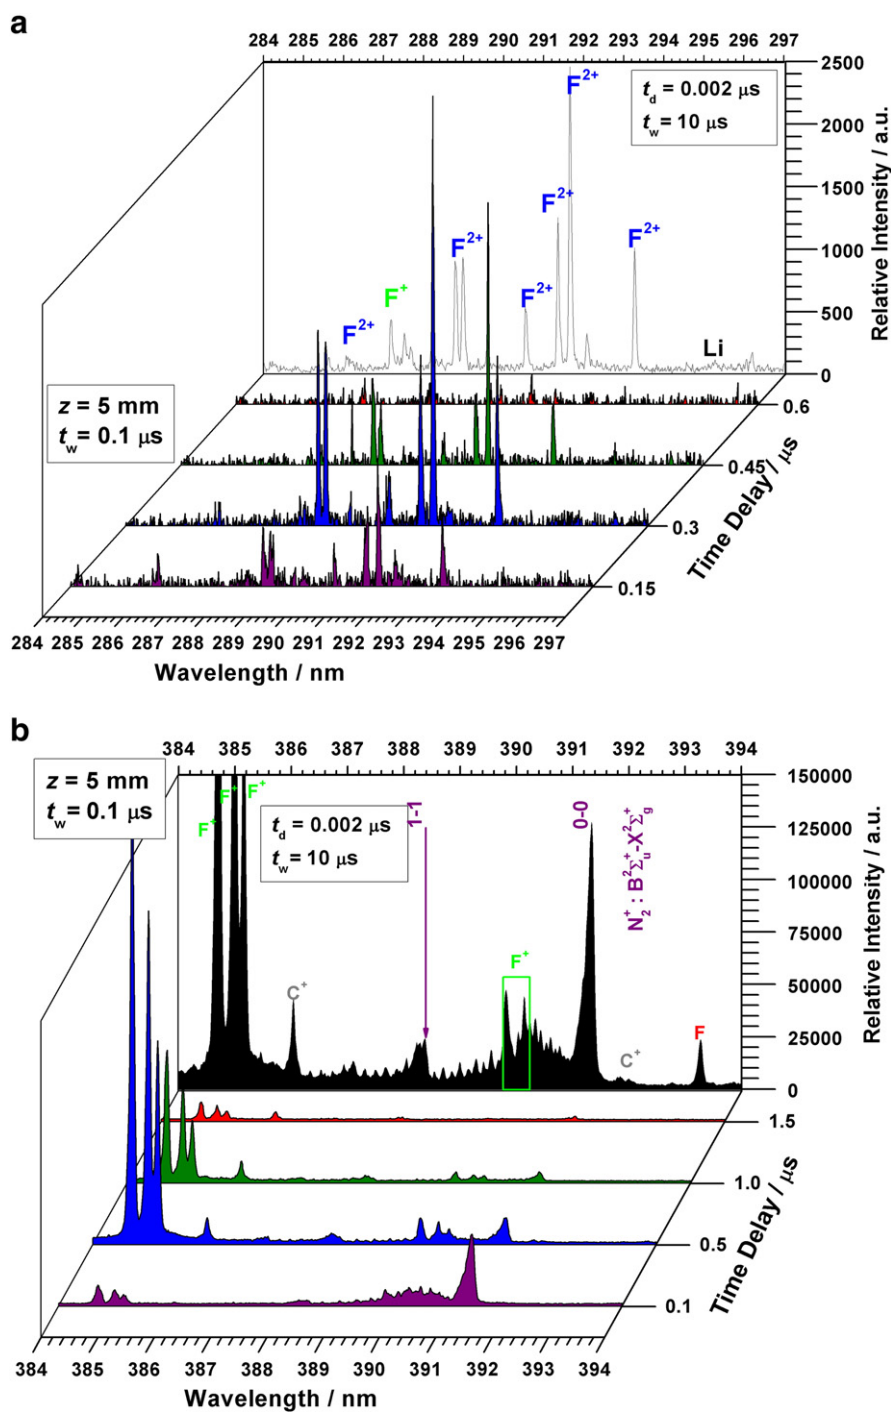 a
284 285 286 287 288 289 290 291 292 293 294 295 296 297
t_d = 0.002 μs
t_w = 10 μs
F²⁺
F²⁺
F²⁺
F²⁺
F⁺
F²⁺
F²⁺
Li
2500
2000
1500
1000
500
0
Relative Intensity / a.u.
z = 5 mm
t_w = 0.1 μs
0.6
0.45
0.3
0.15
Time Delay / μs
284 285 286 287 288 289 290 291 292 293 294 295 296 297
Wavelength / nm
b
384 385 386 387 388 389 390 391 392 393 394
z = 5 mm
t_w = 0.1 μs
t_d = 0.002 μs
t_w = 10 μs
F⁺
F⁺
F⁺
C⁺
1-1
F⁺
0-0
N₂⁺ : B²Σᵤ⁺-X²Σ_g⁺
C⁺
F
150000
125000
100000
75000
50000
25000
0
Relative Intensity / a.u.
1.5
1.0
0.5
0.1
Time Delay / μs
384 385 386 387 388 389 390 391 392 393 394
Wavelength / nm